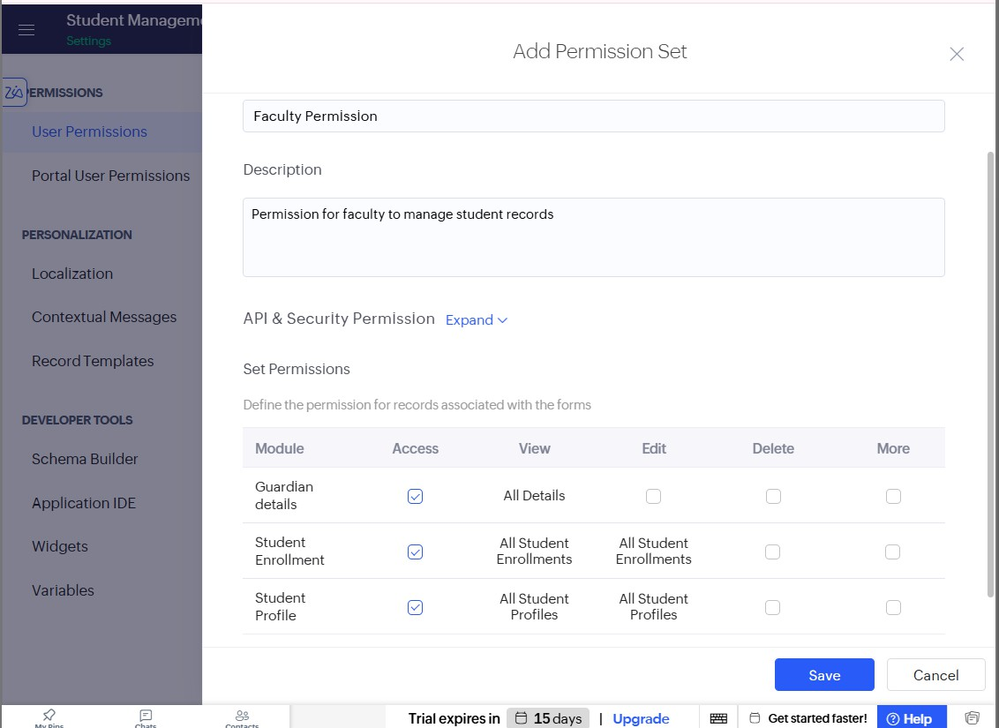 Student Managem
Settings
Add Permission Set
PERMISSIONS
User Permissions
Portal User Permissions
PERSONALIZATION
Localization
Contextual Messages
Record Templates
DEVELOPER TOOLS
Schema Builder
Application IDE
Widgets
Variables
Faculty Permission
Description
Permission for faculty to manage student records
API & Security Permission Expand
Set Permissions
Define the permission for records associated with the forms
Module Access View Edit Delete More
Guardian
details
All Details
Student
Enrollment
All Student
Enrollments
All Student
Enrollments
Student
Profile
All Student
Profiles
All Student
Profiles
Save Cancel
My Pins Chats Contacts
Trial expires in 15 days | Upgrade
Get started faster!
Help